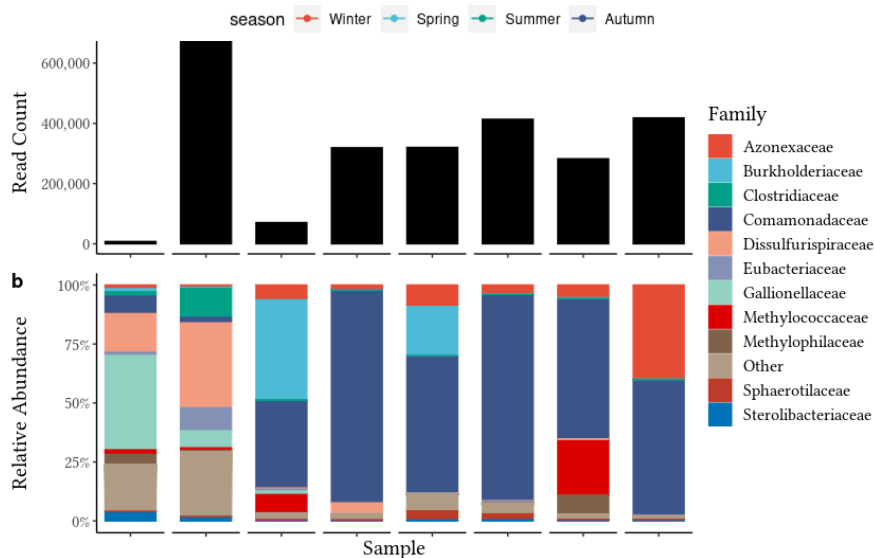 season Winter Spring Summer Autumn
Read Count
600,000
400,000
200,000
0
b
Relative Abundance
100%
75%
50%
25%
0%
Sample
Family
Azonexaceae
Burkholderiaceae
Clostridiaceae
Comamonadaceae
Dissulfurispiraceae
Eubacteriaceae
Gallionellaceae
Methylococcaceae
Methylophilaceae
Other
Sphaerotilaceae
Sterolibacteriaceae